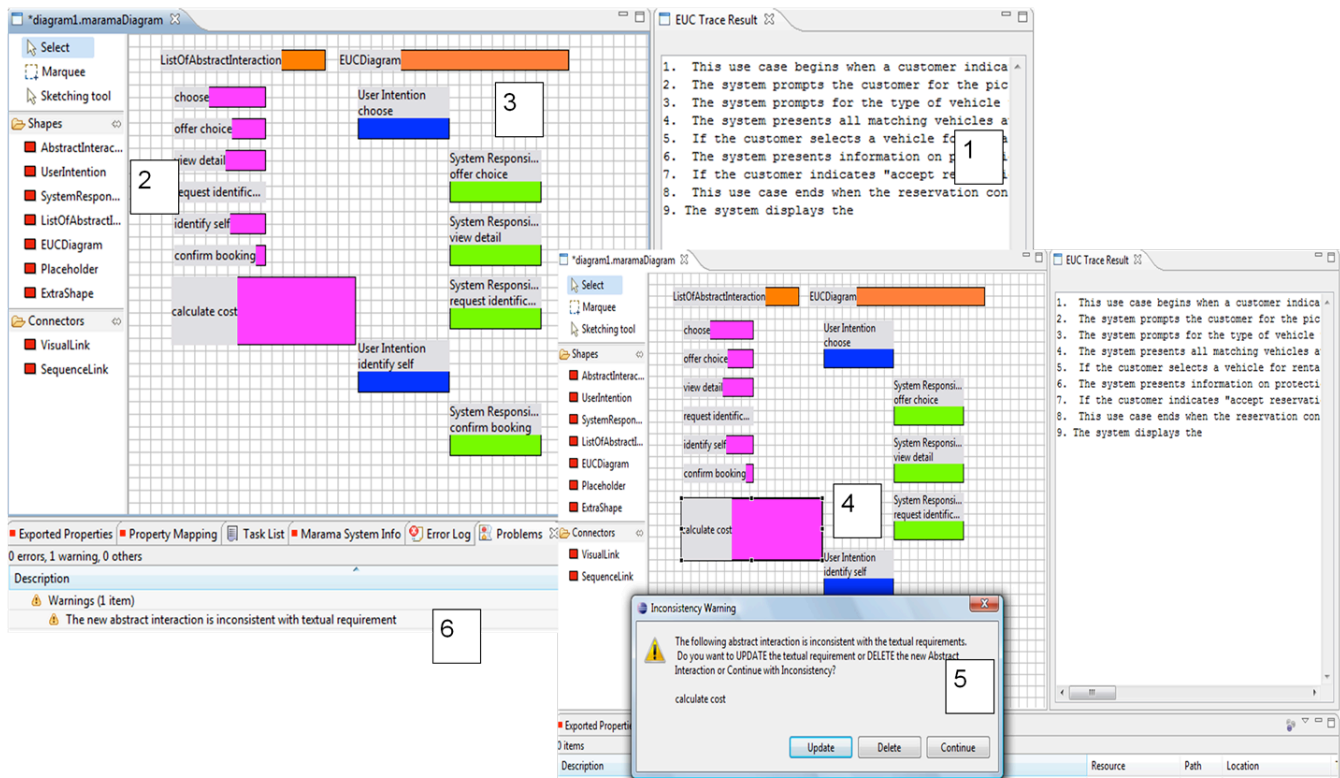 *diagram1.maramaDiagram
Select
Marquee
Sketching tool
Shapes
AbstractInterac...
UserIntention
SystemRespon...
ListOfAbstractI...
EUCDiagram
Placeholder
ExtraShape
Connectors
VisualLink
SequenceLink
ListOfAbstractInteraction
EUCDiagram
choose
offer choice
view detail
request identific...
identify self
confirm booking
calculate cost
User Intention
choose
System Responsi...
offer choice
System Responsi...
view detail
System Responsi...
request identific...
User Intention
identify self
System Responsi...
confirm booking
2
3
EUC Trace Result
1. This use case begins when a customer indica
2. The system prompts the customer for the pic
3. The system prompts for the type of vehicle
4. The system presents all matching vehicles a
5. If the customer selects a vehicle
6. The system presents information on
7. If the customer indicates "accept
8. This use case ends when the reservation con
9. The system displays the
1
Exported Properties
Property Mapping
Task List
Marama System Info
Error Log
Problems
0 errors, 1 warning, 0 others
Description
Warnings (1 item)
The new abstract interaction is inconsistent with textual requirement
6
*diagram1.maramaDiagram
Select
Marquee
Sketching tool
Shapes
AbstractInterac...
UserIntention
SystemRespon...
ListOfAbstractI...
EUCDiagram
Placeholder
ExtraShape
Connectors
VisualLink
SequenceLink
ListOfAbstractInteraction
EUCDiagram
choose
offer choice
view detail
request identific...
identify self
confirm booking
calculate cost
User Intention
choose
System Responsi...
offer choice
System Responsi...
view detail
System Responsi...
request identific...
User Intention
identify self
4
EUC Trace Result
1. This use case begins when a customer indica
2. The system prompts the customer for the pic
3. The system prompts for the type of vehicle
4. The system presents all matching vehicles a
5. If the customer selects a vehicle for renta
6. The system presents information on protecti
7. If the customer indicates "accept reservati
8. This use case ends when the reservation con
9. The system displays the
Inconsistency Warning
The following abstract interaction is inconsistent with the textual requirements.
Do you want to UPDATE the textual requirement or DELETE the new Abstract
Interaction or Continue with Inconsistency?
calculate cost
5
Update
Delete
Continue
Exported Properti
0 items
Description
Resource
Path
Location